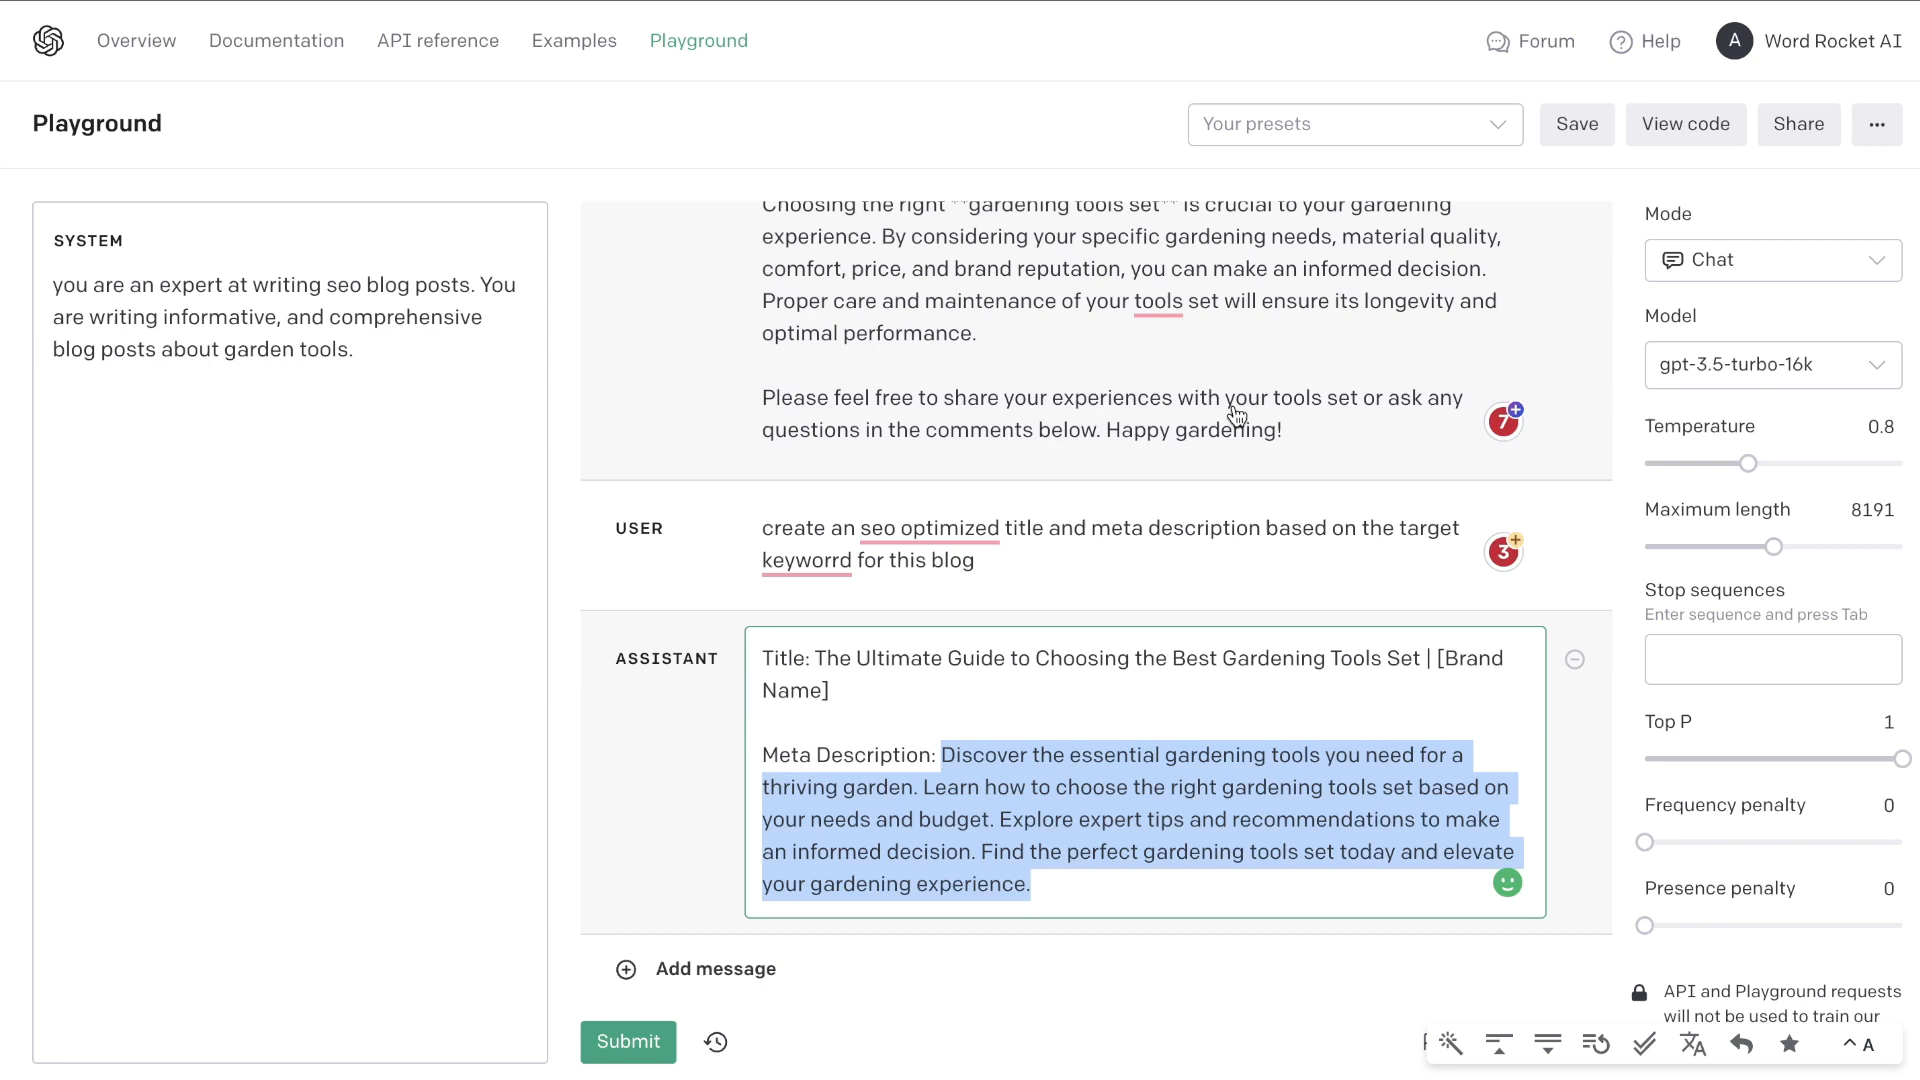 Overview
Documentation
API reference
Examples
Playground
Forum
Help
A
Word Rocket AI
Playground
Your presets
Save
View code
Share
...
SYSTEM
you are an expert at writing seo blog posts. You
are writing informative, and comprehensive
blog posts about garden tools.
Choosing the right **gardening tools set** is crucial to your gardening
experience. By considering your specific gardening needs, material quality,
comfort, price, and brand reputation, you can make an informed decision.
Proper care and maintenance of your tools set will ensure its longevity and
optimal performance.
Please feel free to share your experiences with your tools set or ask any
questions in the comments below. Happy gardening!
7
USER
create an seo optimized title and meta description based on the target
keyworrd for this blog
3
ASSISTANT
Title: The Ultimate Guide to Choosing the Best Gardening Tools Set | [Brand
Name]
Meta Description: Discover the essential gardening tools you need for a
thriving garden. Learn how to choose the right gardening tools set based on
your needs and budget. Explore expert tips and recommendations to make
an informed decision. Find the perfect gardening tools set today and elevate
your gardening experience.
Add message
Submit
Mode
Chat
Model
gpt-3.5-turbo-16k
Temperature 0.8
Maximum length 8191
Stop sequences
Enter sequence and press Tab
Top P 1
Frequency penalty 0
Presence penalty 0
API and Playground requests
will not be used to train our
A